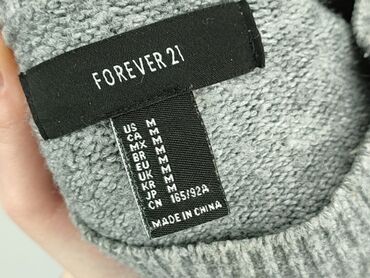 FOREVER 21
US M
CA M
MX M
BR M
EU M
UK M
KR M
JP M
CN 165/92A
MADE IN CHINA